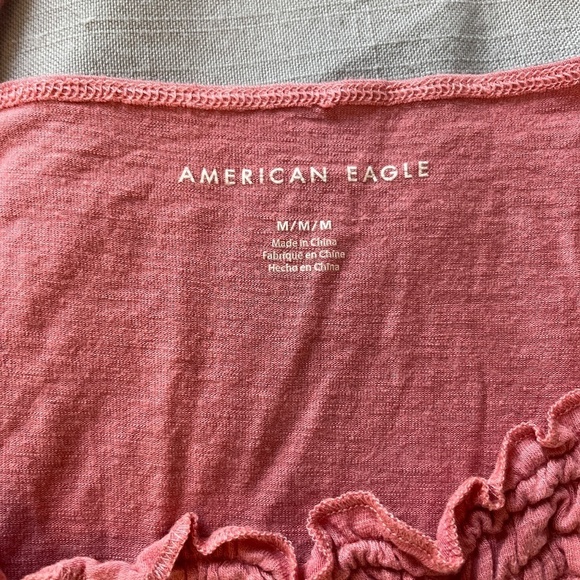 AMERICAN EAGLE
M/M/M
Made in China
Fabriqué en Chine
Hecho en China